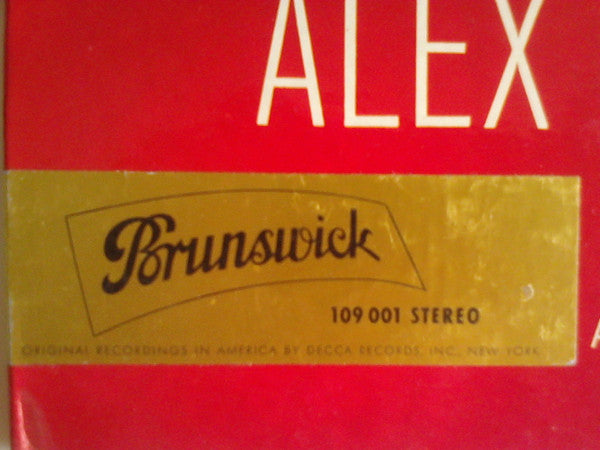 ALEX
Brunswick
109 001 STEREO
ORIGINAL RECORDINGS IN AMERICA BY DECCA RECORDS, INC., NEW YORK
A